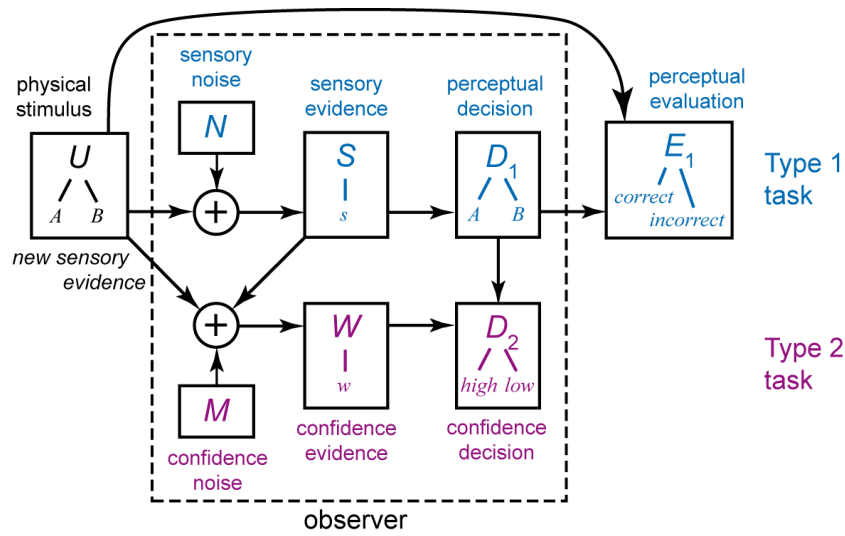 physical
stimulus
U
A B
new sensory
evidence
sensory
noise
N
+
sensory
evidence
S
s
perceptual
decision
D1
A B
perceptual
evaluation
E1
correct
incorrect
Type 1
task
+
M
confidence
noise
W
w
confidence
evidence
D2
high low
confidence
decision
Type 2
task
observer